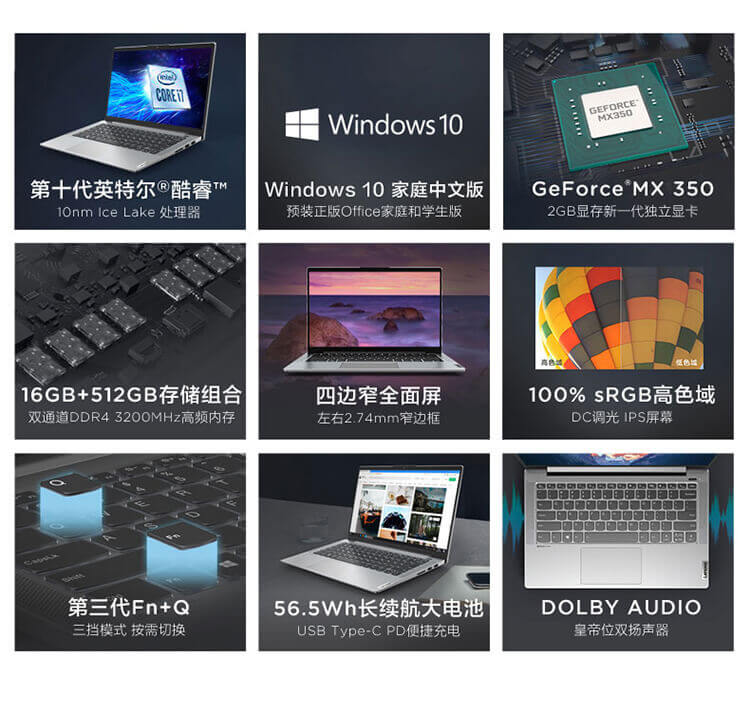 intel
CORE i7
第十代英特尔®酷睿™
10nm Ice Lake 处理器
Windows 10
Windows 10 家庭中文版
预装正版Office家庭和学生版
GEFORCE®
MX350
GeForce®MX 350
2GB显存新一代独立显卡
16GB+512GB存储组合
双通道DDR4 3200MHz高频内存
四边窄全面屏
左右2.74mm窄边框
高色域
低色域
100% sRGB高色域
DC调光 IPS屏幕
Q
Fn
CapsLk
Shift
第三代Fn+Q
三挡模式 按需切换
56.5Wh长续航大电池
USB Type-C PD便捷充电
Lenovo
DOLBY AUDIO
皇帝位双扬声器